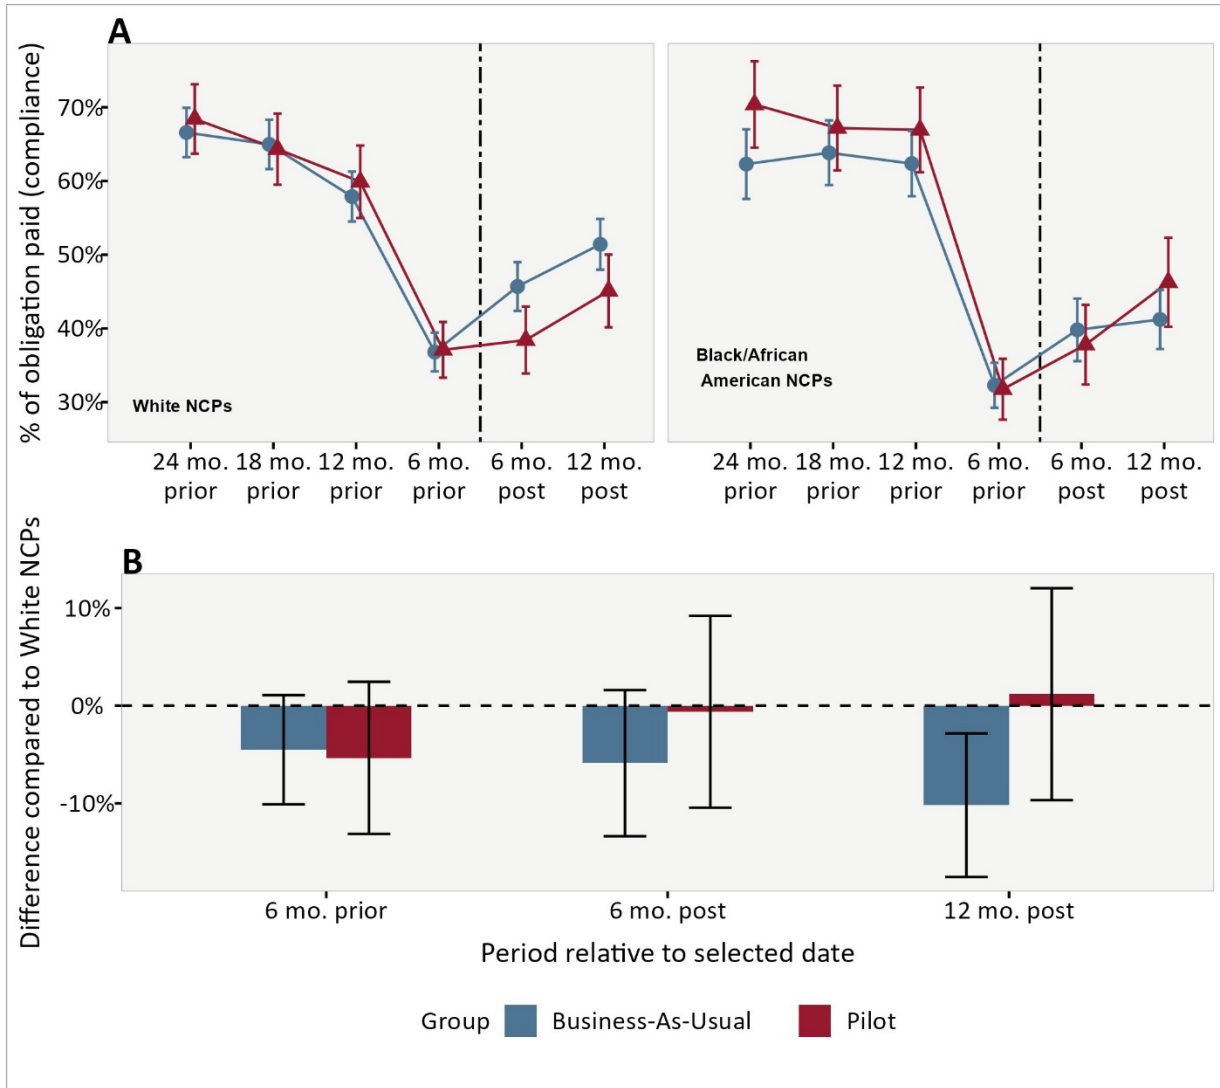 A
% of obligation paid (compliance)
70%
60%
50%
40%
30%
White NCPs
Black/African
American NCPs
24 mo. 18 mo. 12 mo. 6 mo. 6 mo. 12 mo.
prior prior prior prior post post
24 mo. 18 mo. 12 mo. 6 mo. 6 mo. 12 mo.
prior prior prior prior post post
B
Difference compared to White NCPs
10%
0%
-10%
6 mo. prior
6 mo. post
12 mo. post
Period relative to selected date
Group Business-As-Usual Pilot